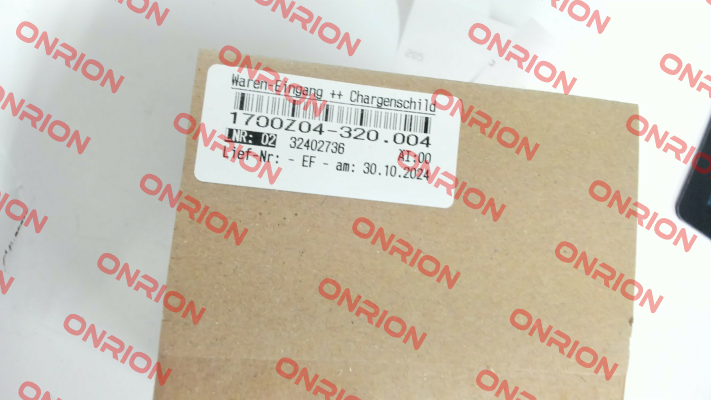 Waren-Eingang ++ Chargenschild
1700Z04-320.004
NR: 02 32402736 AI:00
Lief-Nr: - EF - am: 30.10.2024
ONRION